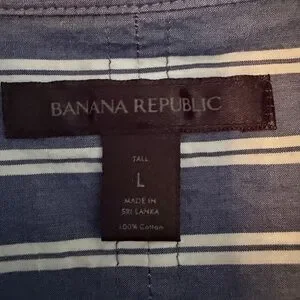 BANANA REPUBLIC
TALL
L
MADE IN
SRI LANKA
100% Cotton